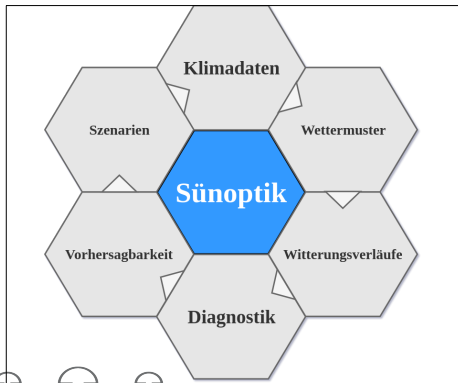 Klimadaten
Szenarien
Wettermuster
Sünoptik
Vorhersagbarkeit
Witterungsverläufe
Diagnostik